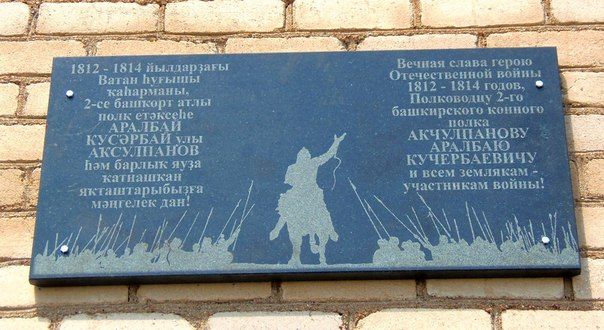 1812 - 1814 йылдарҙағы
Ватан һуғышы
ҡаһарманы,
2-се башҡорт атлы
полк етәксеһе
АРАЛБАЙ
КУСӘРБАЙ улы
АКСУЛПАНОВ
һәм барлыҡ яуҙа
ҡатнашҡан
яҡташтарыбыҙға
мәңгелек дан!
Вечная слава герою
Отечественной войны
1812 - 1814 годов,
Полководцу 2-го
башкирского конного
полка
АКЧУЛПАНОВУ
АРАЛБАЮ
КУЧЕРБАЕВИЧУ
и всем землякам -
участникам войны!